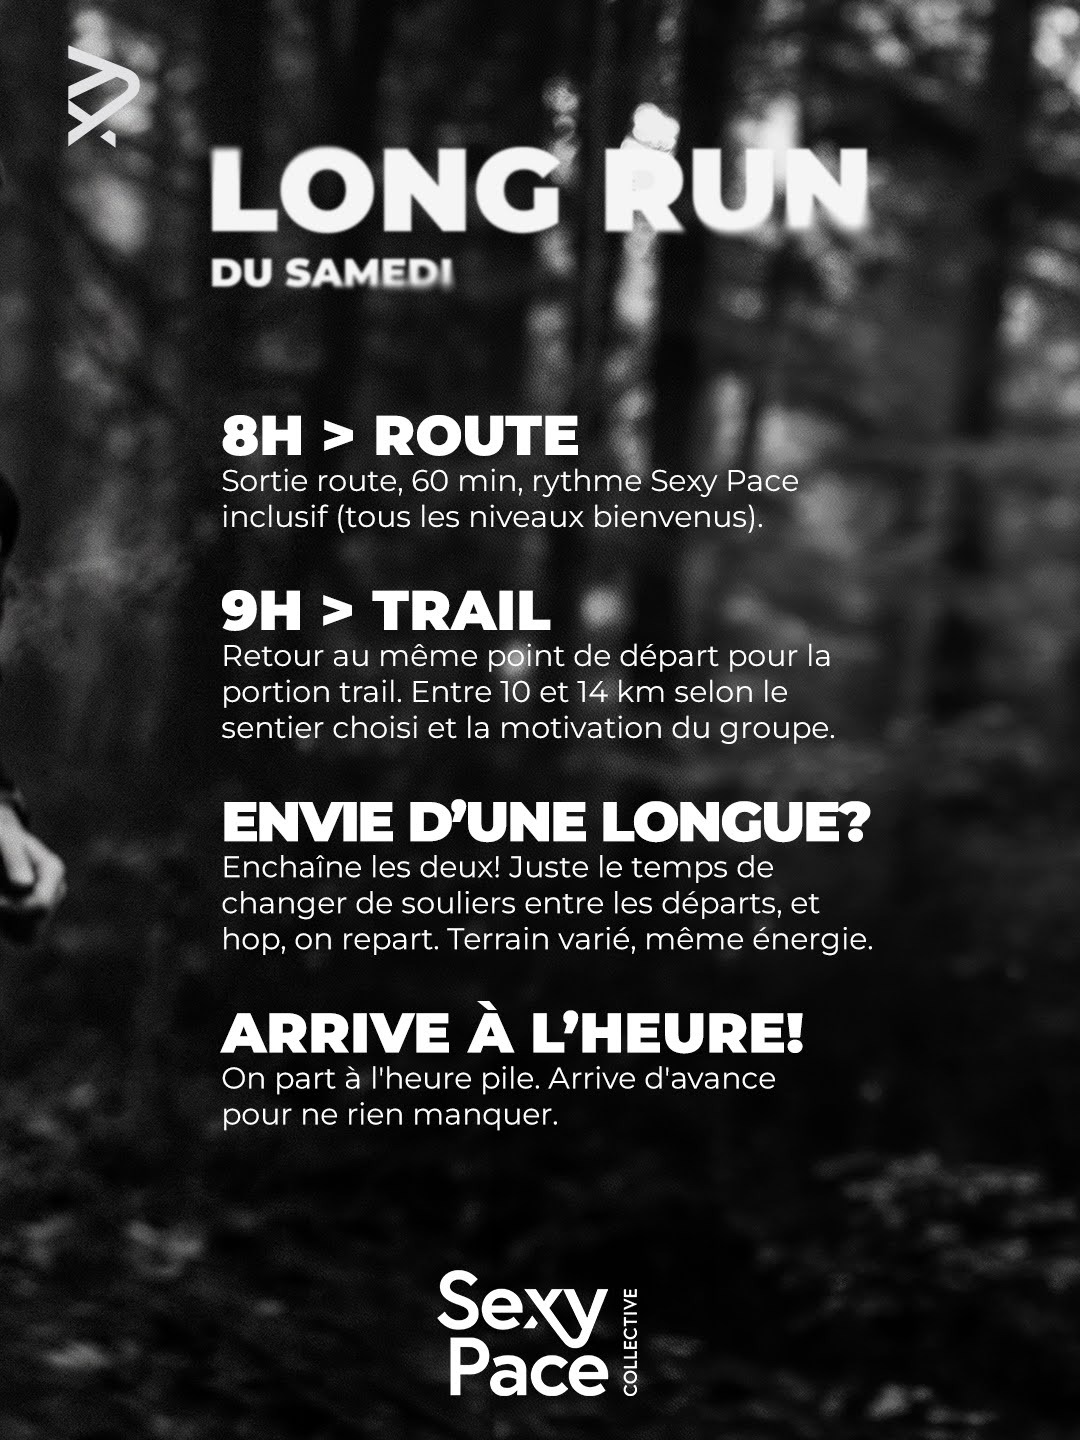 LONG RUN
DU SAMEDI
8H > ROUTE
Sortie route, 60 min, rythme Sexy Pace
inclusif (tous les niveaux bienvenus).
9H > TRAIL
Retour au même point de départ pour la
portion trail. Entre 10 et 14 km selon le
sentier choisi et la motivation du groupe.
ENVIE D’UNE LONGUE?
Enchaîne les deux! Juste le temps de
changer de souliers entre les départs, et
hop, on repart. Terrain varié, même énergie.
ARRIVE À L’HEURE!
On part à l'heure pile. Arrive d'avance
pour ne rien manquer.
Sexy
Pace
COLLECTIVE